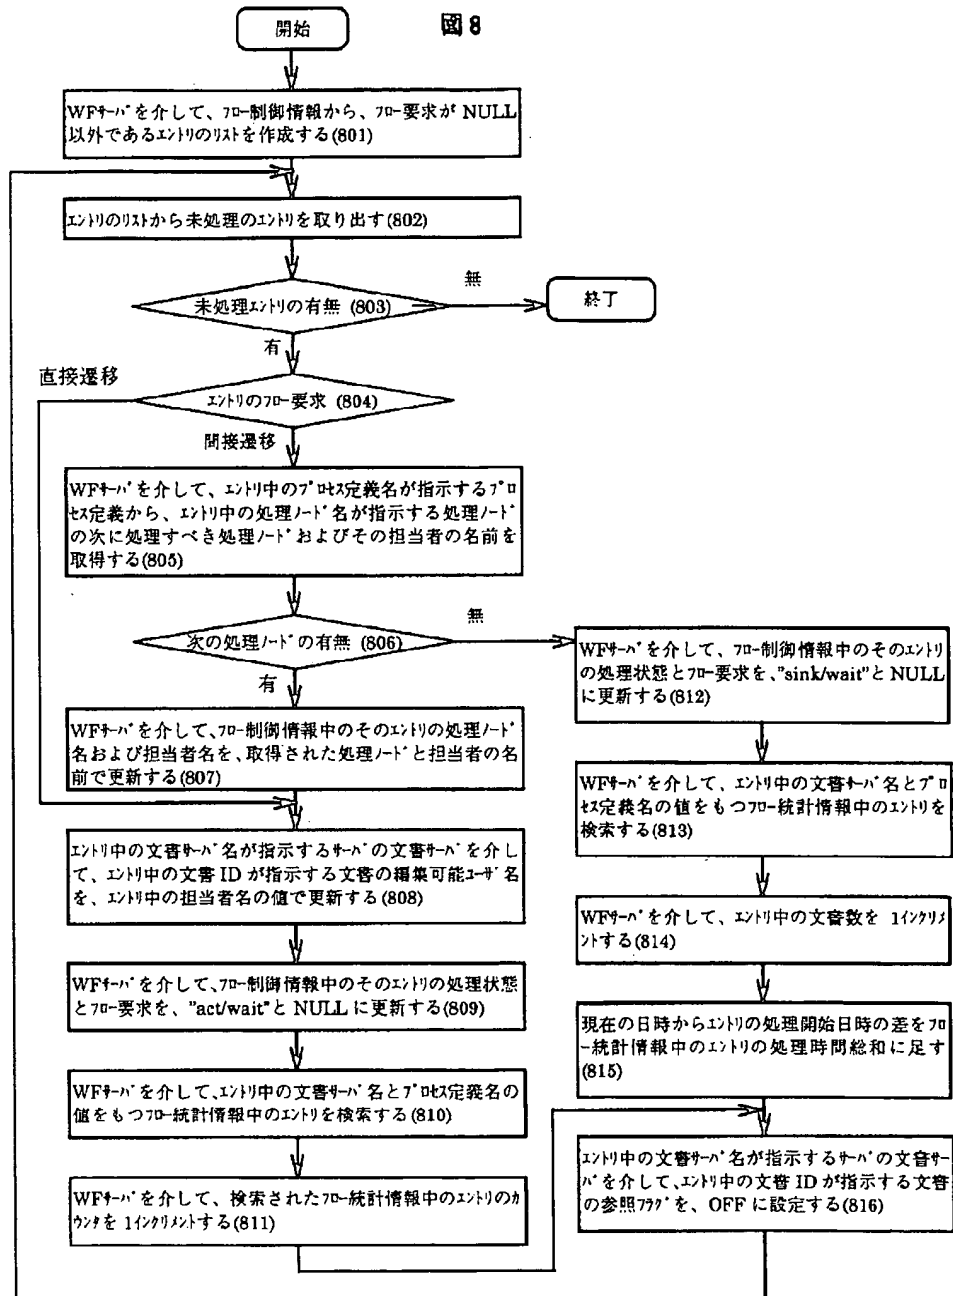 図8
開始
WFサーバを介して、フロー制御情報から、フロー要求が NULL
以外であるエントリのリストを作成する(801)
エントリのリストから未処理のエントリを取り出す(802)
未処理エントリの有無 (803)
無
終了
有
直接遷移
エントリのフロー要求 (804)
間接遷移
WFサーバを介して、エントリ中のプロセス定義名が指示するプロ
セス定義から、エントリ中の処理ノード名が指示する処理ノード
の次に処理すべき処理ノードおよびその担当者の名前を
取得する(805)
次の処理ノードの有無 (806)
無
有
WFサーバを介して、フロー制御情報中のそのエントリの処理ノード
名および担当者名を、取得された処理ノードと担当者の名
前で更新する(807)
エントリ中の文書サーバ名が指示するサーバの文書サーバを介し
て、エントリ中の文書 ID が指示する文書の編集可能ユーザ名
を、エントリ中の担当者名の値で更新する(808)
WFサーバを介して、フロー制御情報中のそのエントリの処理状態
とフロー要求を、"act/wait"と NULL に更新する(809)
WFサーバを介して、エントリ中の文書サーバ名とプロセス定義名の
値をもつフロー統計情報中のエントリを検索する(810)
WFサーバを介して、検索されたフロー統計情報中のエントリのカ
ウンタを 1インクリメントする(811)
WFサーバを介して、フロー制御情報中のそのエントリ
の処理状態とフロー要求を、"sink/wait"と NULL
に更新する(812)
WFサーバを介して、エントリ中の文書サーバ名とプロ
セス定義名の値をもつフロー統計情報中のエントリを
検索する(813)
WFサーバを介して、エントリ中の文書数を 1インクリメ
ントする(814)
現在の日時からエントリの処理開始日時の差をフロ
ー統計情報中のエントリの処理時間総和に足す
(815)
エントリ中の文書サーバ名が指示するサーバの文書サー
バを介して、エントリ中の文書 ID が指示する文書
の参照フラグを、OFF に設定する(816)